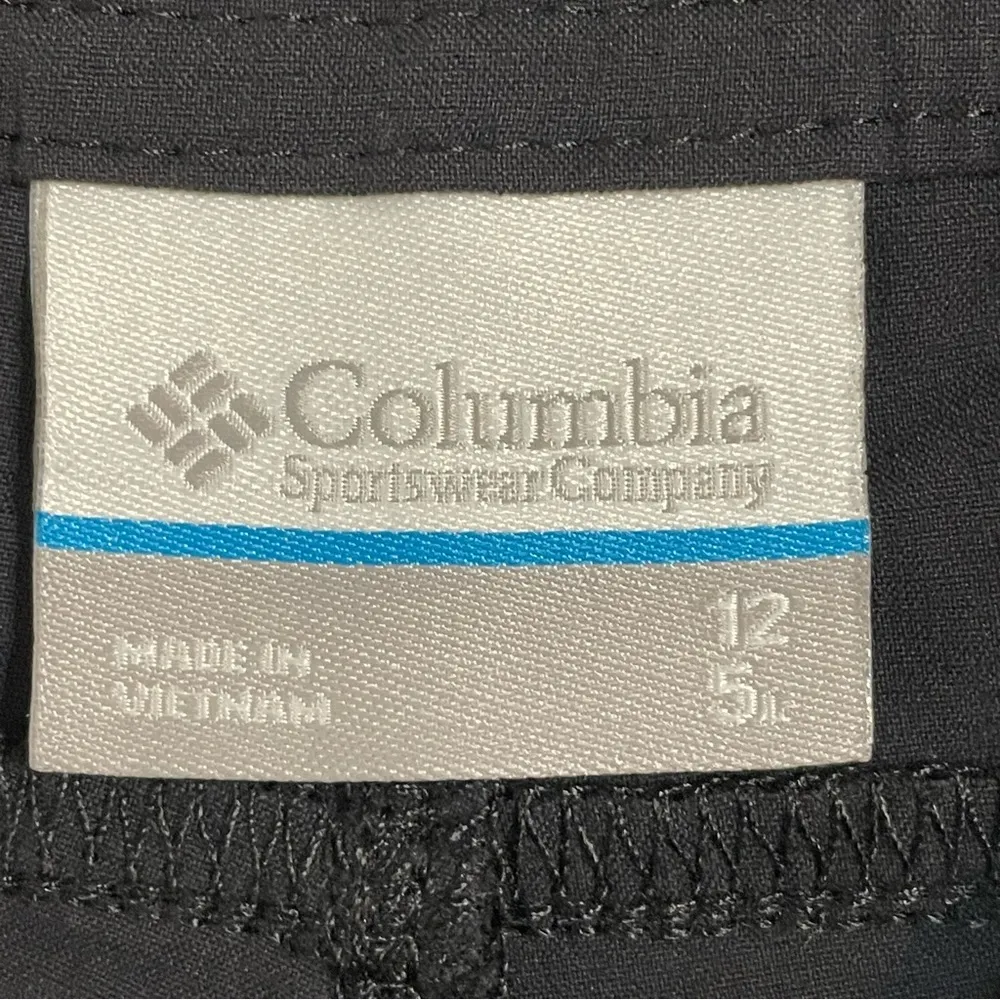 Columbia
Sportswear Company
MADE IN
VIETNAM
12
5